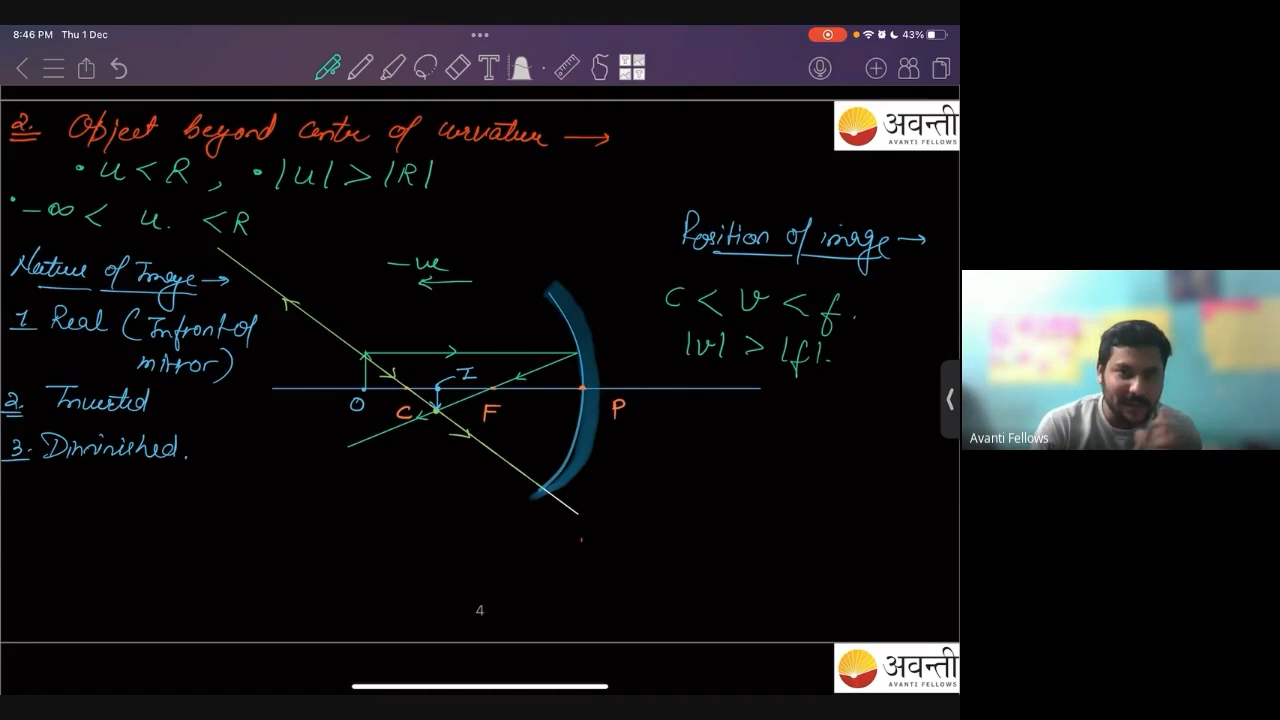 8:46 PM Thu 1 Dec
43%
2. Object beyond centre of curvature →
अवन्ती
AVANTI FELLOWS
• u < R , • |u| > |R|
• -∞ < u. < R
Position of image →
Nature of Image →
-ve
C < v < f.
1 Real (Infront of
mirror)
|v| > |f|.
I
2. Inverted
O C F P
3. Diminished.
Avanti Fellows
4
अवन्ती
AVANTI FELLOWS